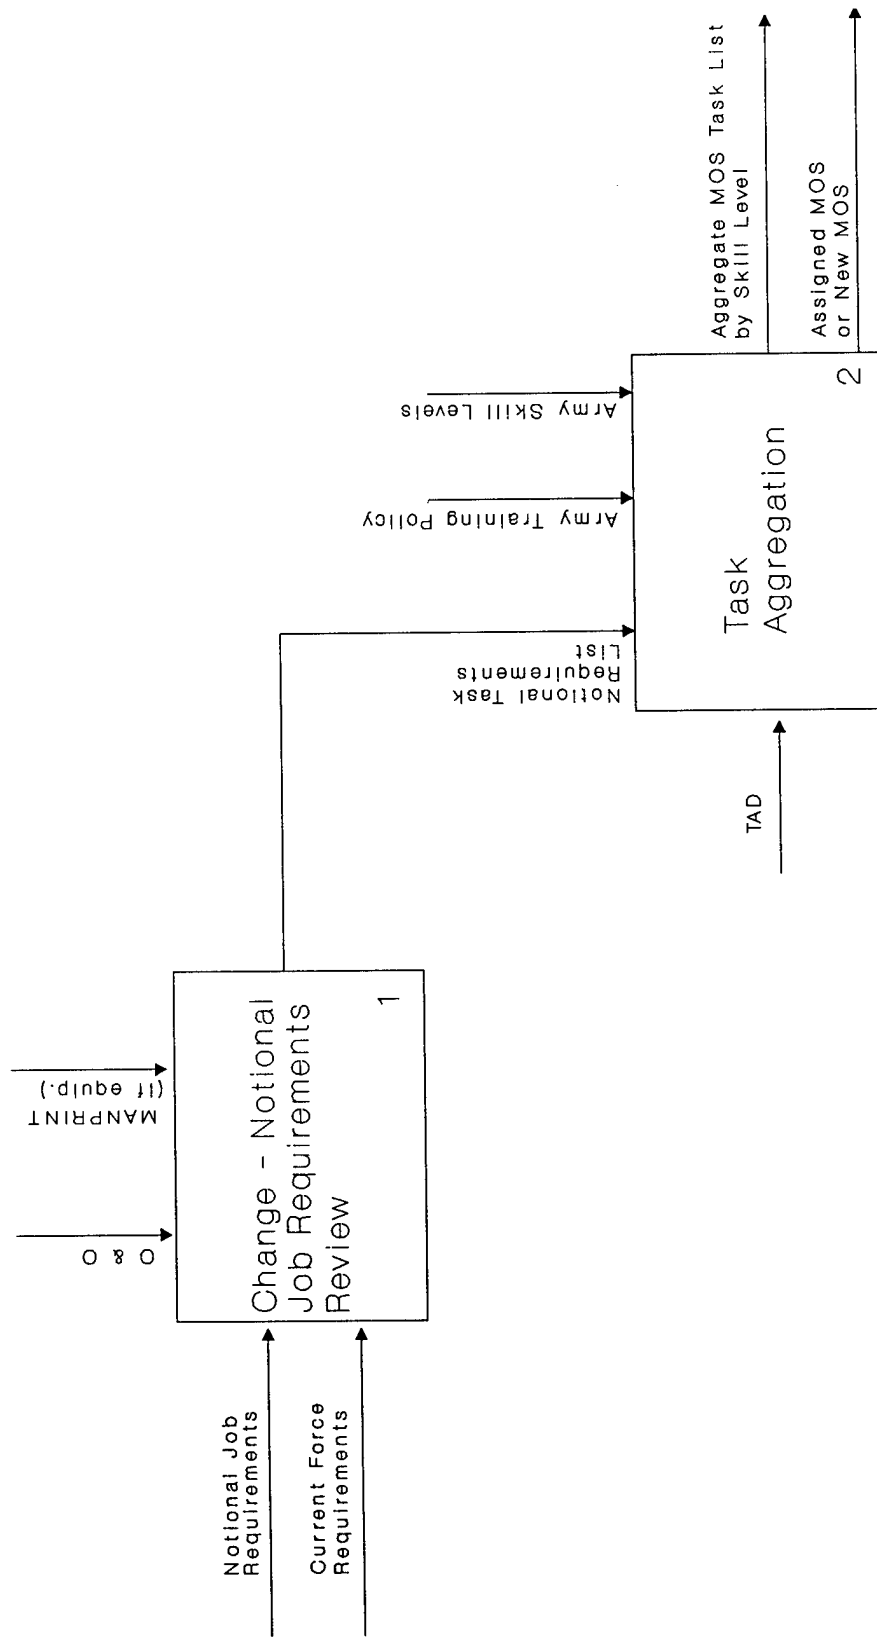 O & O
MANPRINT
(if equip.)
Notional Job
Requirements
Current Force
Requirements
Change - Notional
Job Requirements
Review
1
Notional Task
Requirements
List
Army Training Policy
Army Skill Levels
TAD
Task
Aggregation
2
Aggregate MOS Task List
by Skill Level
Assigned MOS
or New MOS